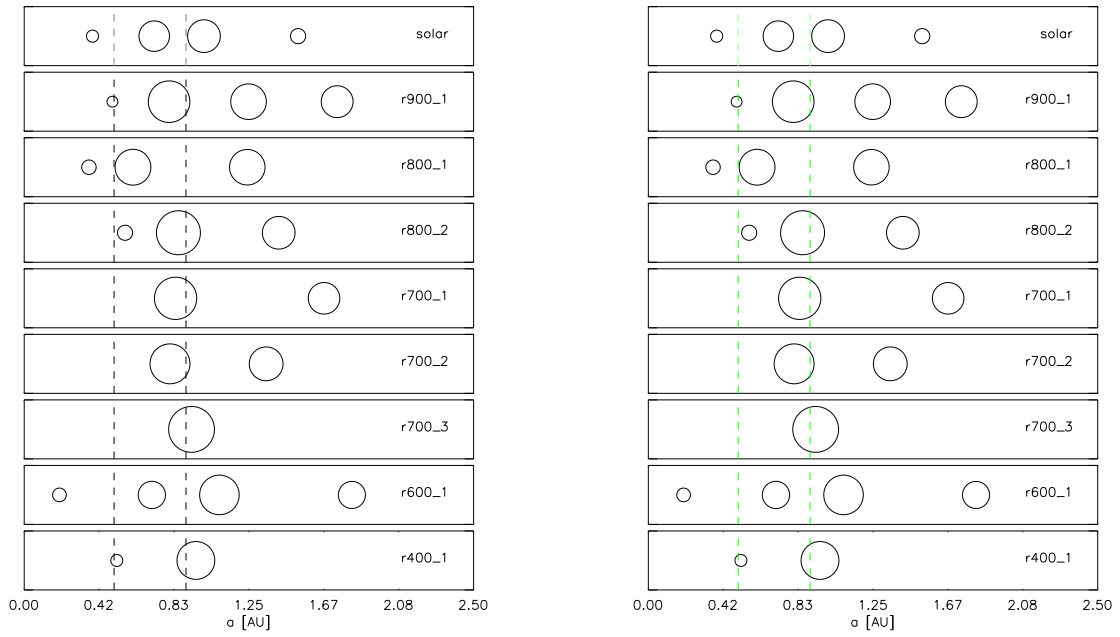 solar
r900_1
r800_1
r800_2
r700_1
r700_2
r700_3
r600_1
r400_1
0.00 0.42 0.83 1.25 1.67 2.08 2.50
a [AU]
solar
r900_1
r800_1
r800_2
r700_1
r700_2
r700_3
r600_1
r400_1
0.00 0.42 0.83 1.25 1.67 2.08 2.50
a [AU]